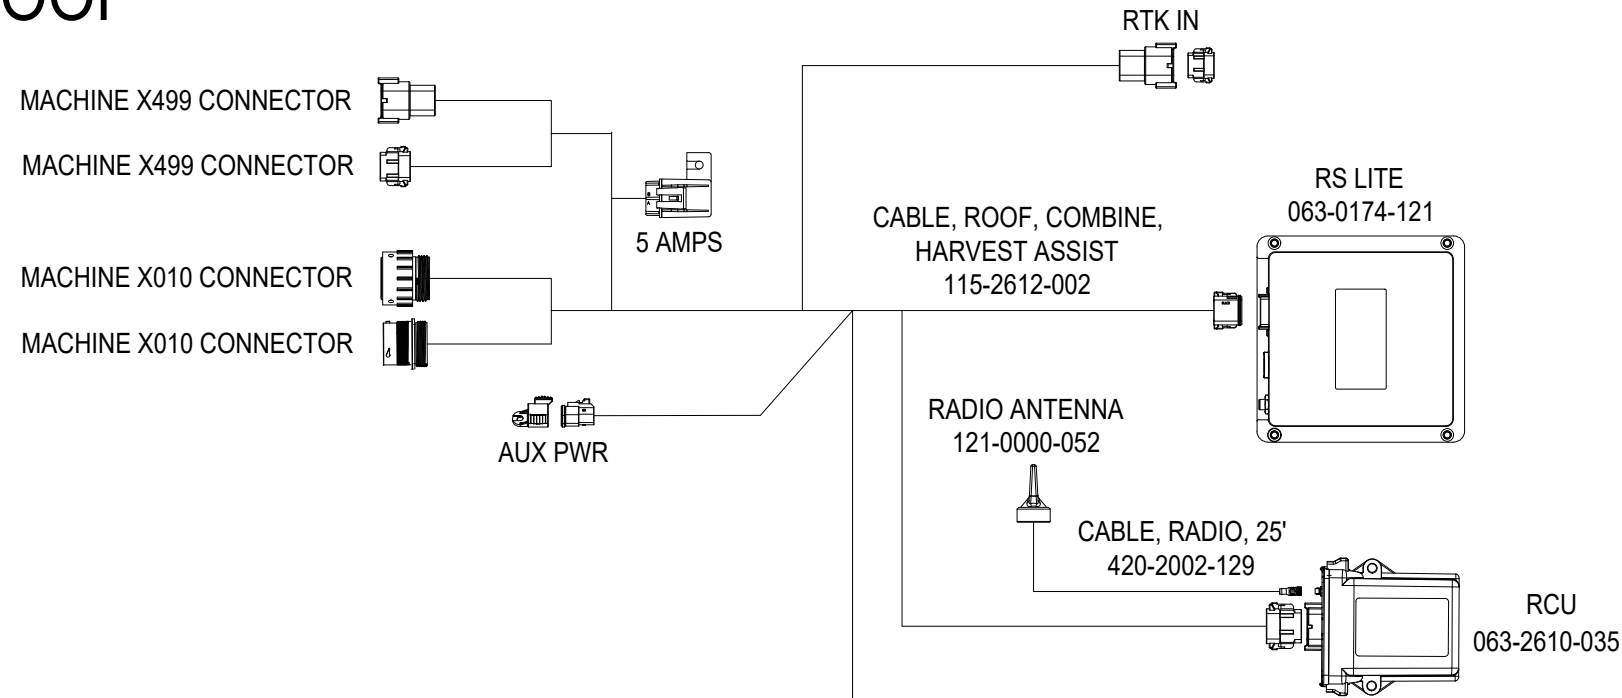 RTK IN
MACHINE X499 CONNECTOR
MACHINE X499 CONNECTOR
5 AMPS
CABLE, ROOF, COMBINE,
HARVEST ASSIST
115-2612-002
RS LITE
063-0174-121
MACHINE X010 CONNECTOR
MACHINE X010 CONNECTOR
AUX PWR
RADIO ANTENNA
121-0000-052
CABLE, RADIO, 25'
420-2002-129
RCU
063-2610-035